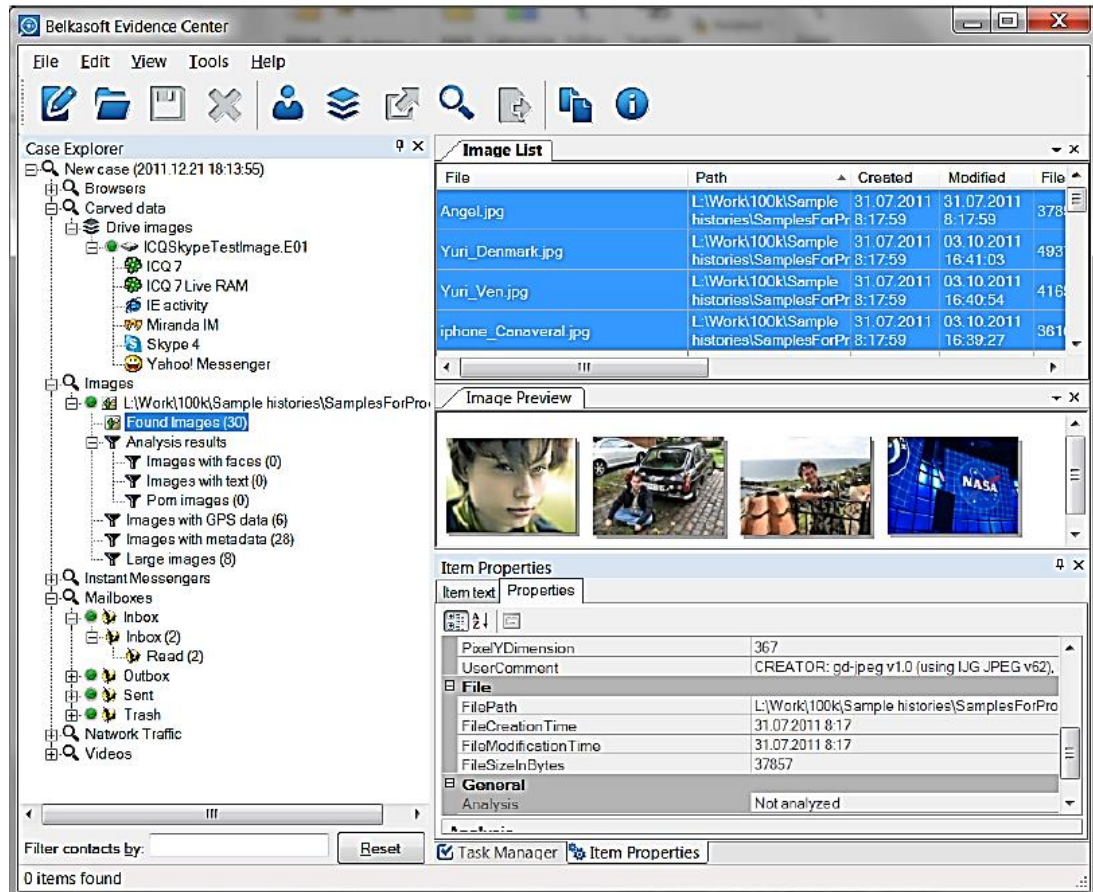 Belkasoft Evidence Center
File Edit View Tools Help
Case Explorer
New case (2011.12.21 18:13:55)
Browsers
Carved data
Drive images
ICQSkypeTestImage.E01
ICQ 7
ICQ 7 Live RAM
IE activity
Miranda IM
Skype 4
Yahoo! Messenger
Images
L:\Work\100k\Sample histories\SamplesForPro
Found Images (30)
Analysis results
Images with faces (0)
Images with text (0)
Porn images (0)
Images with GPS data (6)
Images with metadata (28)
Large images (8)
Instant Messengers
Mailboxes
Inbox
Inbox (2)
Read (2)
Outbox
Sent
Trash
Network Traffic
Videos
Filter contacts by:
Reset
0 items found
Image List
File Path Created Modified File
Angel.jpg L:\Work\100k\Sample histories\SamplesForPr 31.07.2011 8:17:59 31.07.2011 8:17:59 378
Yuri_Denmark.jpg L:\Work\100k\Sample histories\SamplesForPr 31.07.2011 8:17:59 03.10.2011 16:41:03 493
Yuri_Ven.jpg L:\Work\100k\Sample histories\SamplesForPr 31.07.2011 8:17:59 03.10.2011 16:40:54 416
iphone_Canaveral.jpg L:\Work\100k\Sample histories\SamplesForPr 31.07.2011 8:17:59 03.10.2011 16:39:27 361
Image Preview
NASA
Item Properties
Item text Properties
PixelYDimension 367
UserComment CREATOR: gd-jpeg v1.0 (using IJG JPEG v62),
File
FilePath L:\Work\100k\Sample histories\SamplesForPro
FileCreationTime 31.07.2011 8:17
FileModificationTime 31.07.2011 8:17
FileSizeInBytes 37857
General
Analysis Not analyzed
Task Manager Item Properties